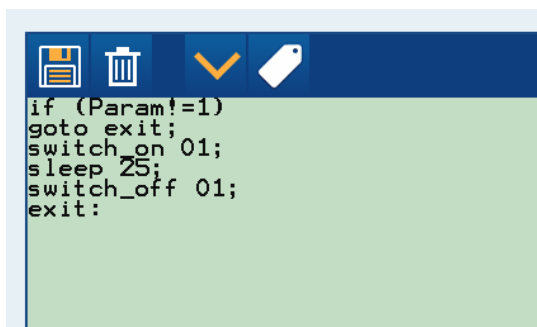 if (Param!=1)
goto exit;
switch_on 01;
sleep 25;
switch_off 01;
exit: